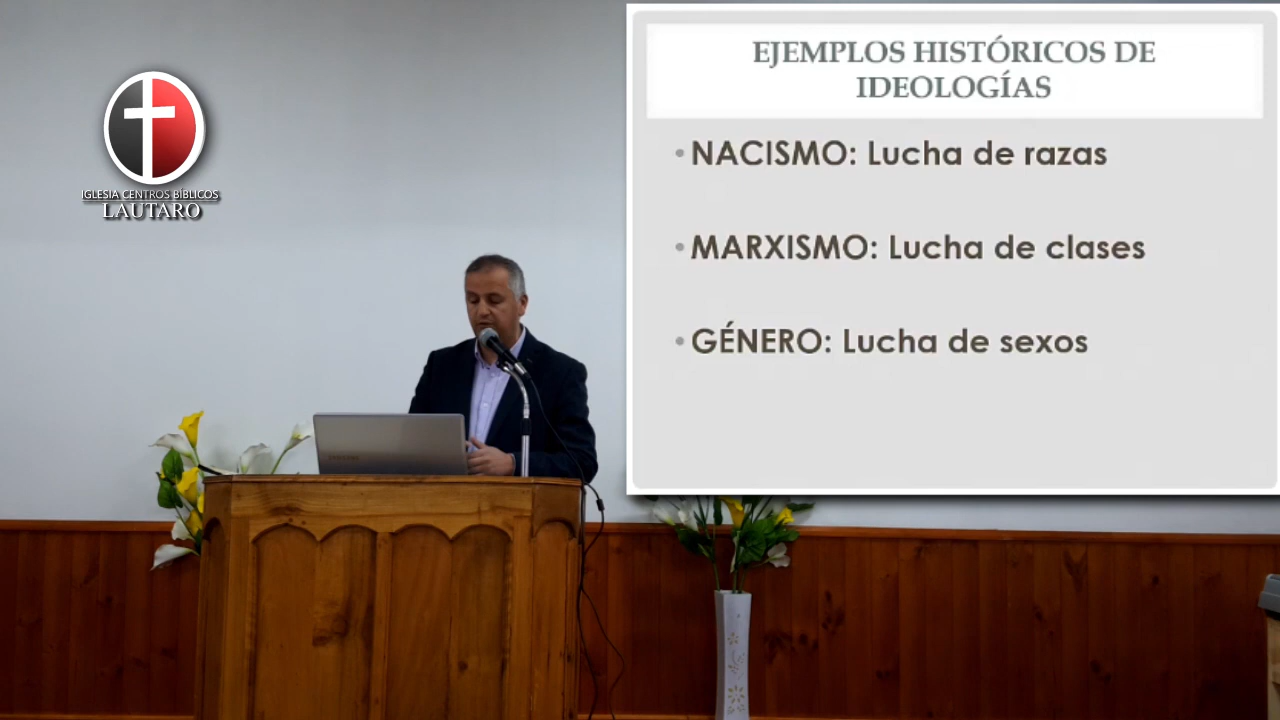 IGLESIA CENTROS BÍBLICOS
LAUTARO
EJEMPLOS HISTÓRICOS DE
IDEOLOGÍAS
• NACISMO: Lucha de razas
• MARXISMO: Lucha de clases
• GÉNERO: Lucha de sexos